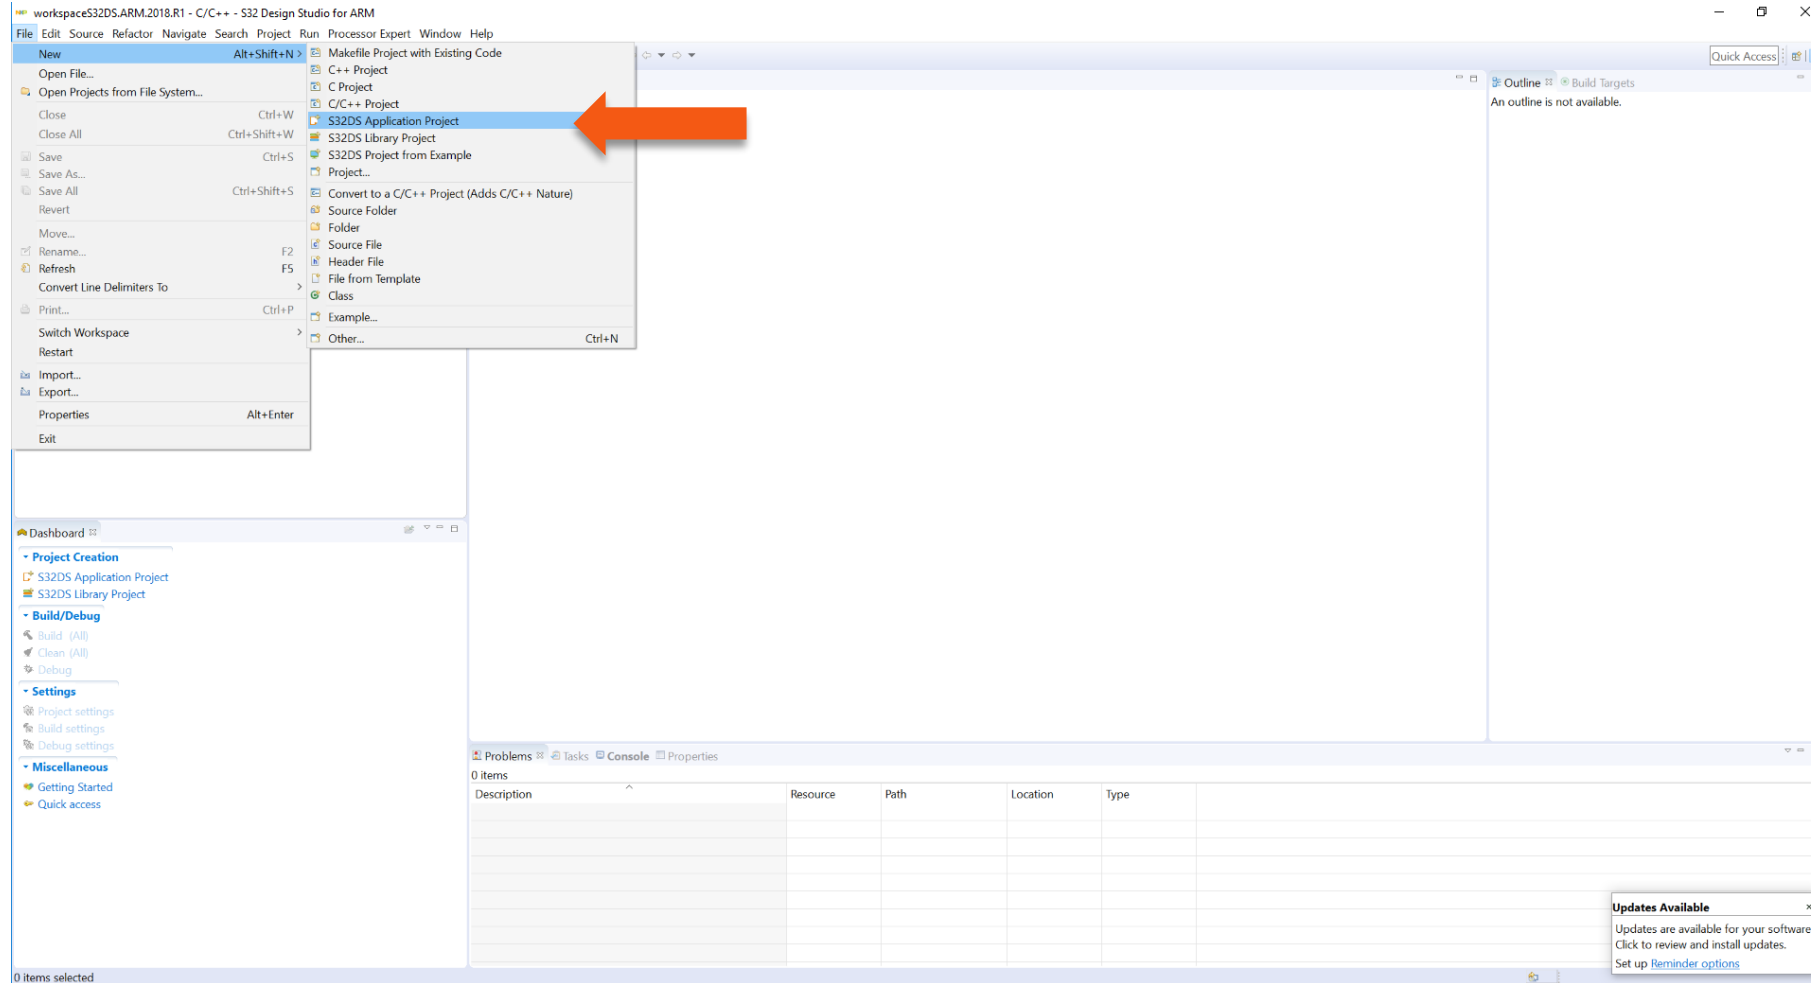 workspaceS32DS.ARM.2018.R1 - C/C++ - S32 Design Studio for ARM
File Edit Source Refactor Navigate Search Project Run Processor Expert Window Help
New Alt+Shift+N
Open File...
Open Projects from File System...
Close Ctrl+W
Close All Ctrl+Shift+W
Save Ctrl+S
Save As...
Save All Ctrl+Shift+S
Revert
Move...
Rename... F2
Refresh F5
Convert Line Delimiters To
Print... Ctrl+P
Switch Workspace
Restart
Import...
Export...
Properties Alt+Enter
Exit
Makefile Project with Existing Code
C++ Project
C Project
C/C++ Project
S32DS Application Project
S32DS Library Project
S32DS Project from Example
Project...
Convert to a C/C++ Project (Adds C/C++ Nature)
Source Folder
Folder
Source File
Header File
File from Template
Class
Example...
Other... Ctrl+N
Quick Access
Outline Build Targets
An outline is not available.
Dashboard
Project Creation
S32DS Application Project
S32DS Library Project
Build/Debug
Build (All)
Clean (All)
Debug
Settings
Project settings
Build settings
Debug settings
Miscellaneous
Getting Started
Quick access
Problems Tasks Console Properties
0 items
Description Resource Path Location Type
Updates Available
Updates are available for your software
Click to review and install updates.
Set up Reminder options
0 items selected